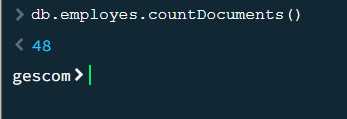 > db.employes.countDocuments()
< 48
gescom>